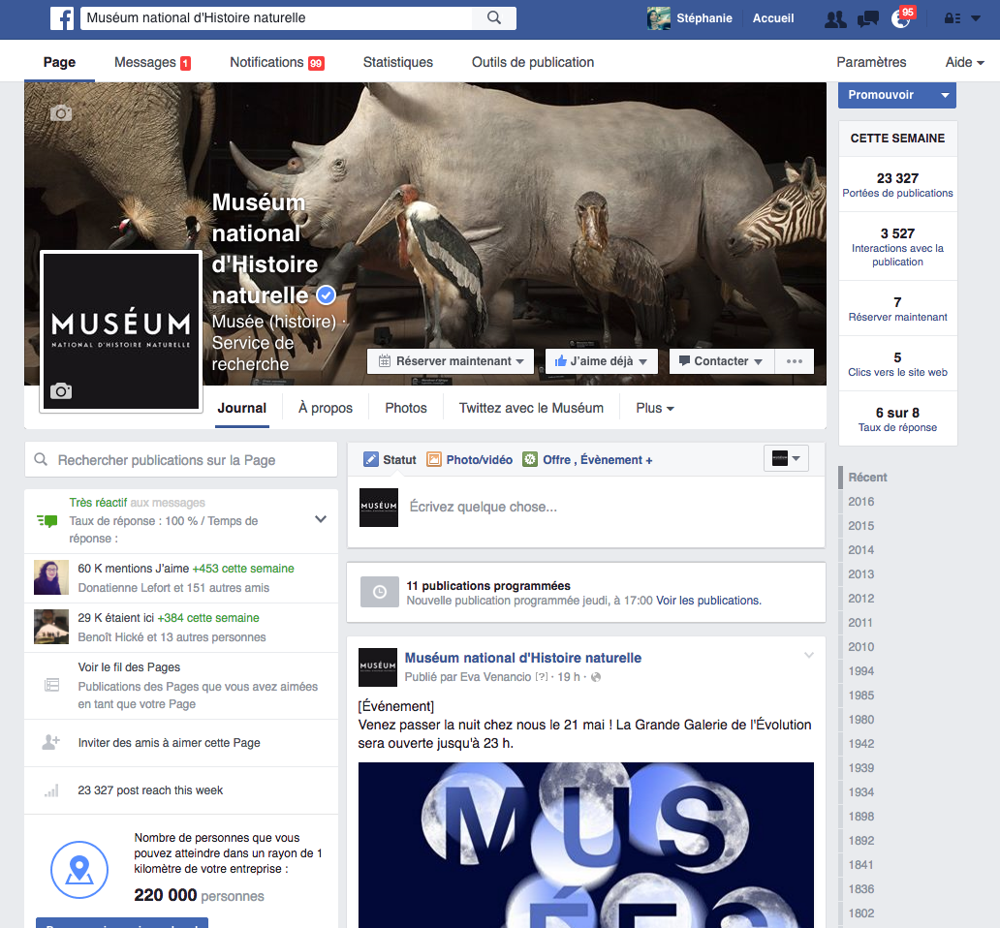 Muséum national d'Histoire naturelle
Stéphanie
Accueil
95
Page
Messages 1
Notifications 99
Statistiques
Outils de publication
Paramètres
Aide
Promouvoir
Muséum
national
d'Histoire
naturelle
Musée (histoire) ·
Service de
recherche
MUSÉUM
NATIONAL D'HISTOIRE NATURELLE
Réserver maintenant
J'aime déjà
Contacter
Journal
À propos
Photos
Twittez avec le Muséum
Plus
CETTE SEMAINE
23 327
Portées de publications
3 527
Interactions avec la
publication
7
Réserver maintenant
5
Clics vers le site web
6 sur 8
Taux de réponse
Récent
2016
2015
2014
2013
2012
2011
2010
1994
1985
1980
1942
1939
1934
1898
1892
1841
1836
1802
Rechercher publications sur la Page
Très réactif aux messages
Taux de réponse : 100 % / Temps de
réponse :
60 K mentions J'aime +453 cette semaine
Donatienne Lefort et 151 autres amis
29 K étaient ici +384 cette semaine
Benoît Hické et 13 autres personnes
Voir le fil des Pages
Publications des Pages que vous avez aimées
en tant que votre Page
Inviter des amis à aimer cette Page
23 327 post reach this week
Nombre de personnes que vous
pouvez atteindre dans un rayon de 1
kilomètre de votre entreprise :
220 000 personnes
Statut
Photo/vidéo
Offre , Évènement +
MUSÉUM
Écrivez quelque chose...
11 publications programmées
Nouvelle publication programmée jeudi, à 17:00 Voir les publications.
MUSÉUM
Muséum national d'Histoire naturelle
Publié par Eva Venancio [?] · 19 h ·
[Événement]
Venez passer la nuit chez nous le 21 mai ! La Grande Galerie de l'Évolution
sera ouverte jusqu'à 23 h.
MUS
ÉES